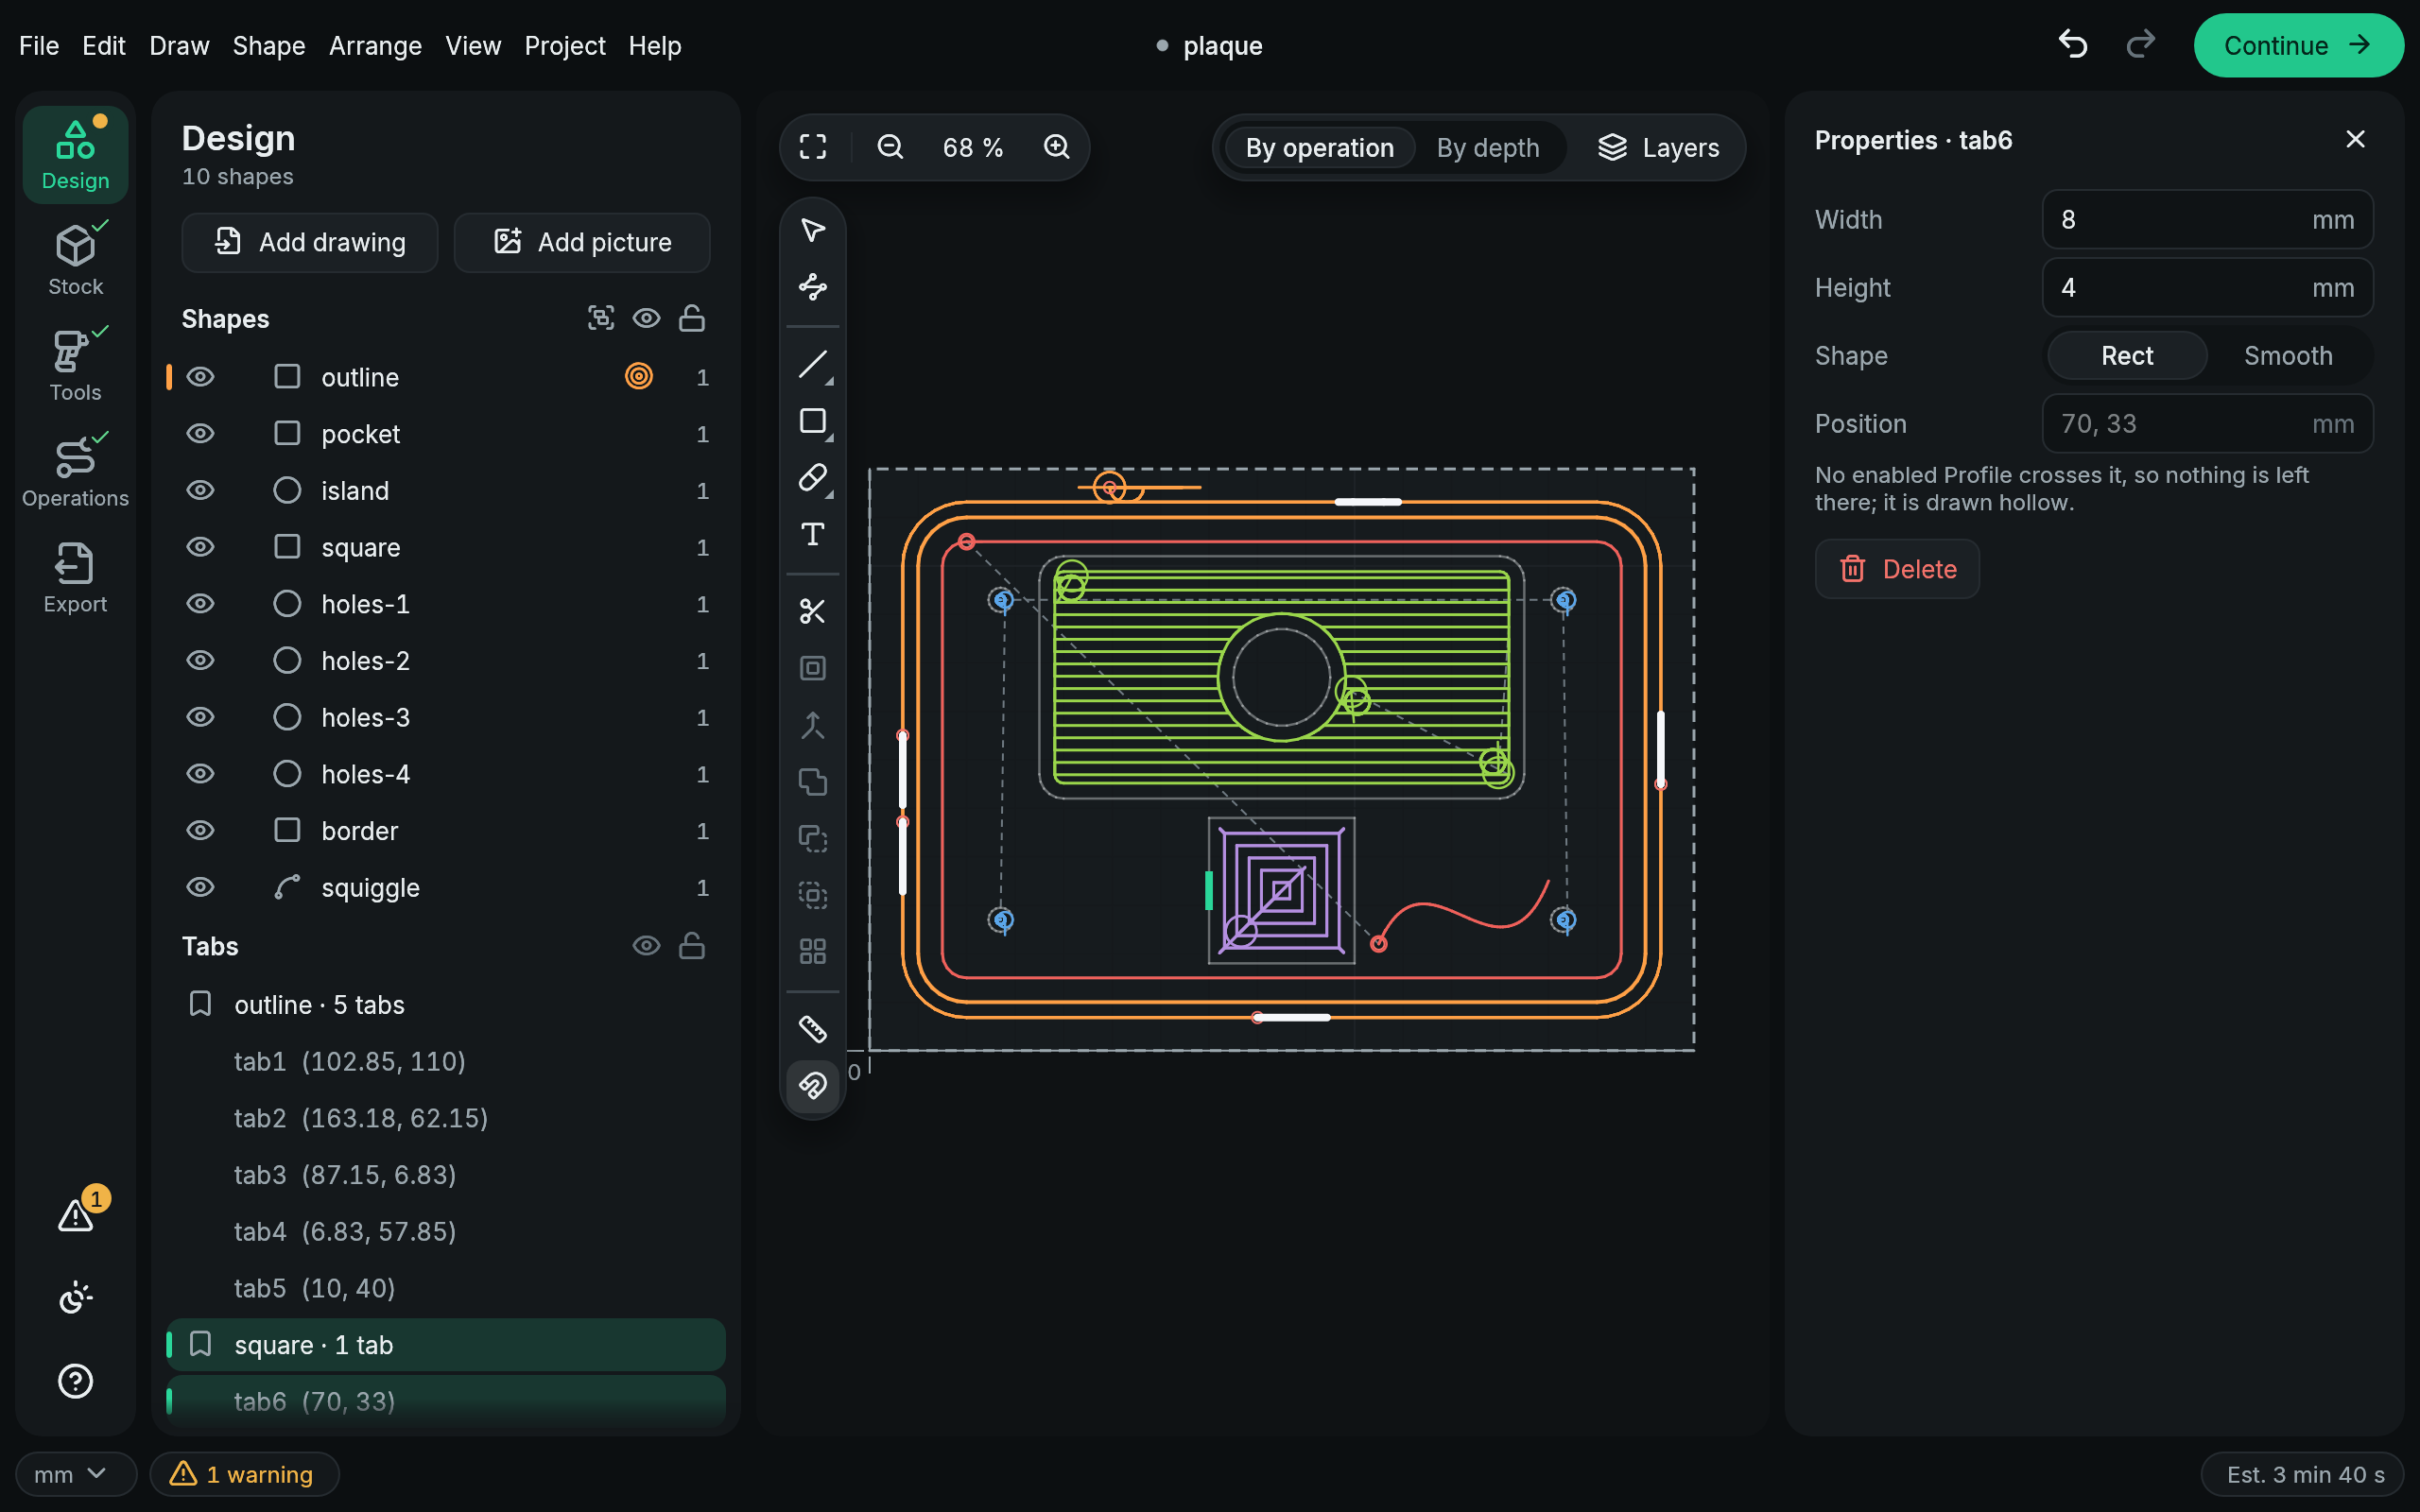 File Edit Draw Shape Arrange View Project Help
plaque
Continue
Design
Stock
Tools
Operations
Export
1
Design
10 shapes
Add drawing
Add picture
Shapes
outline 1
pocket 1
island 1
square 1
holes-1 1
holes-2 1
holes-3 1
holes-4 1
border 1
squiggle 1
Tabs
outline · 5 tabs
tab1 (102.85, 110)
tab2 (163.18, 62.15)
tab3 (87.15, 6.83)
tab4 (6.83, 57.85)
tab5 (10, 40)
square · 1 tab
tab6 (70, 33)
68 %
By operation
By depth
Layers
0
Properties · tab6
Width 8 mm
Height 4 mm
Shape Rect Smooth
Position 70, 33 mm
No enabled Profile crosses it, so nothing is left
there; it is drawn hollow.
Delete
mm
1 warning
Est. 3 min 40 s